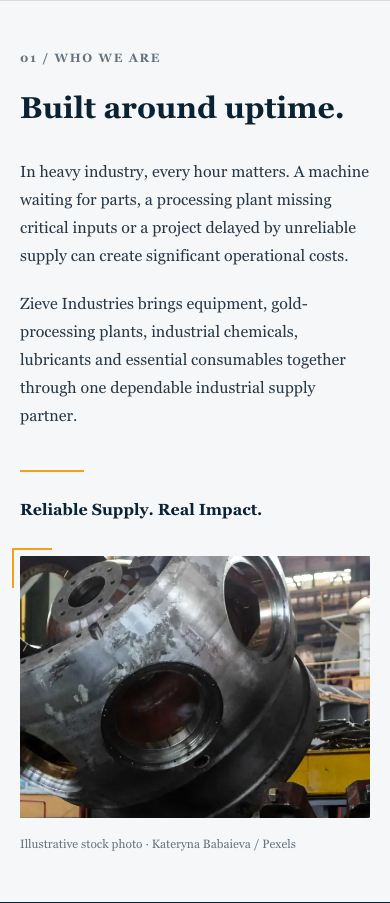 01 / WHO WE ARE
Built around uptime.
In heavy industry, every hour matters. A machine
waiting for parts, a processing plant missing
critical inputs or a project delayed by unreliable
supply can create significant operational costs.
Zieve Industries brings equipment, gold-
processing plants, industrial chemicals,
lubricants and essential consumables together
through one dependable industrial supply
partner.
Reliable Supply. Real Impact.
Illustrative stock photo · Kateryna Babaieva / Pexels